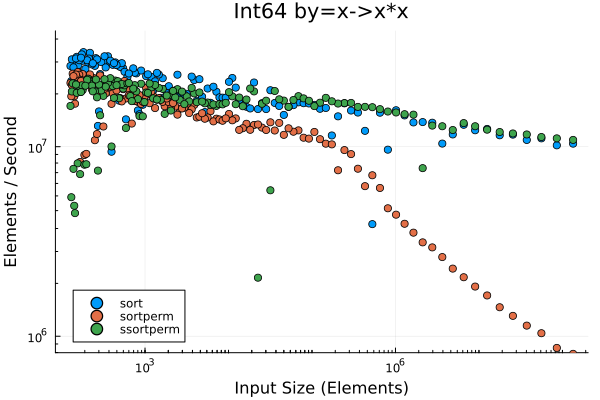 Int64 by=x->x*x
Elements / Second
10^7
10^6
sort
sortperm
ssortperm
10^3
10^6
Input Size (Elements)